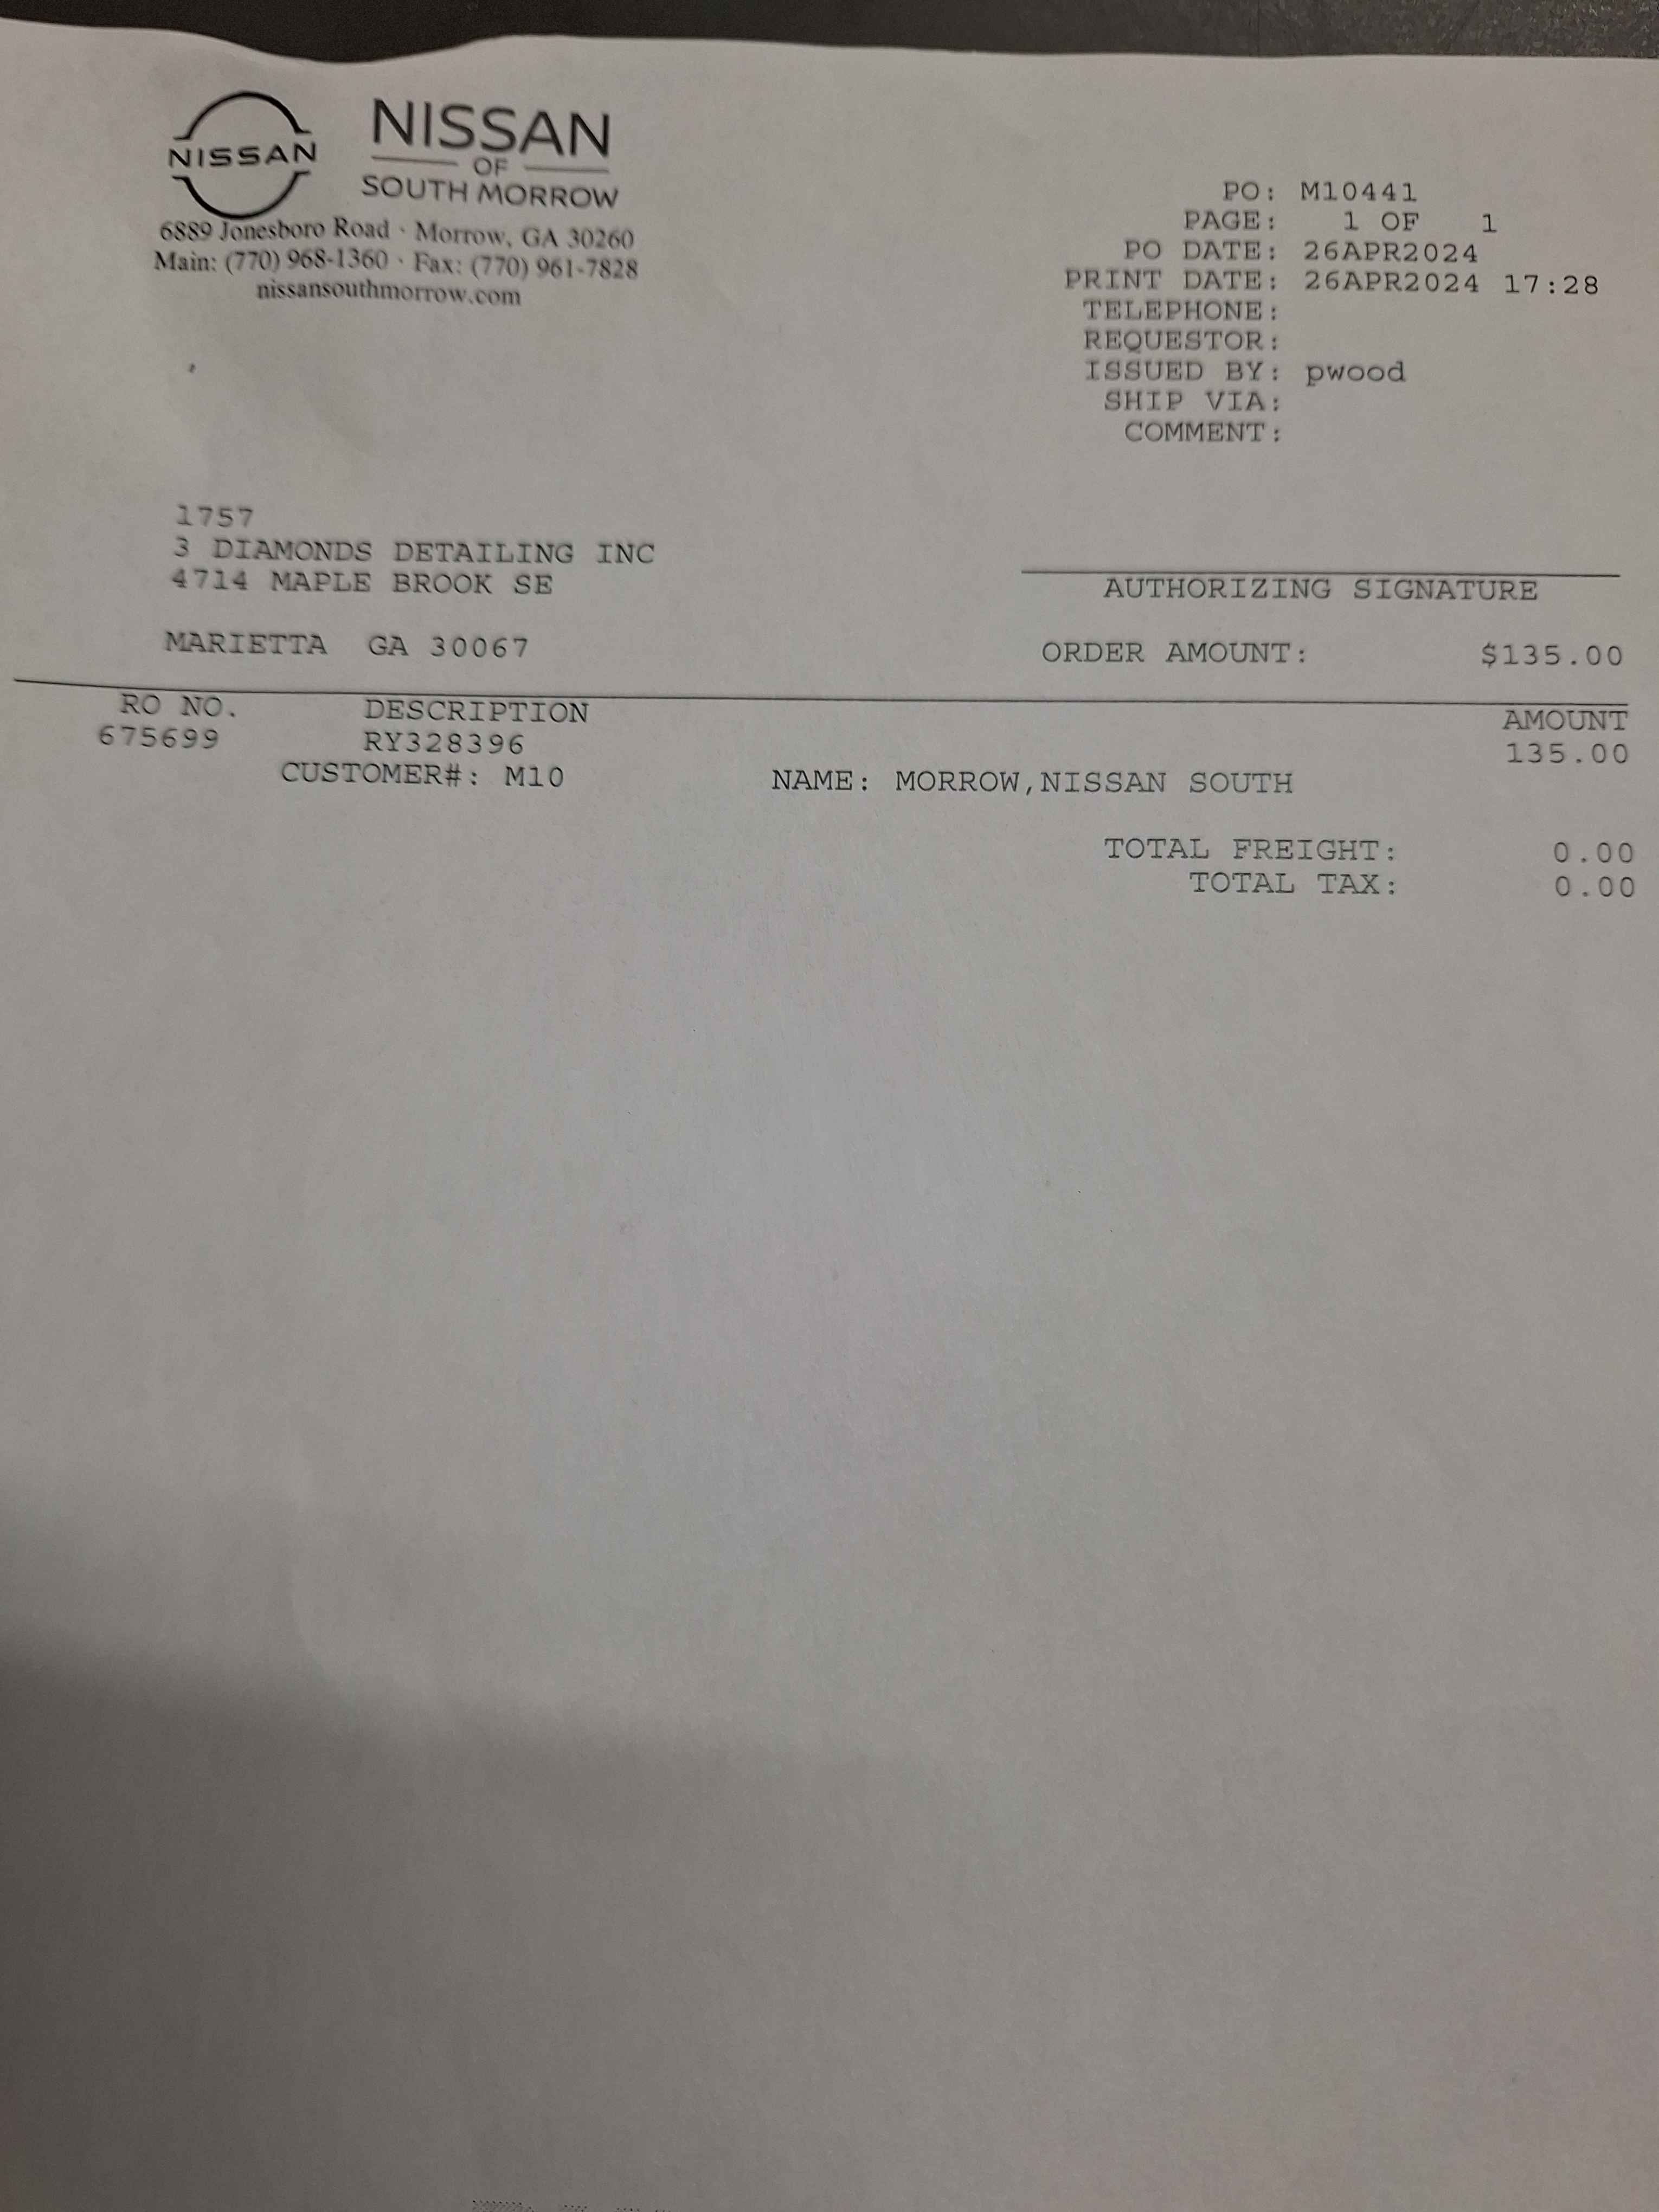 NISSAN
NISSAN
OF
SOUTH MORROW
6889 Jonesboro Road · Morrow, GA 30260
Main: (770) 968-1360 · Fax: (770) 961-7828
nissansouthmorrow.com
PO: M10441
PAGE: 1 OF 1
PO DATE: 26APR2024
PRINT DATE: 26APR2024 17:28
TELEPHONE:
REQUESTOR:
ISSUED BY: pwood
SHIP VIA:
COMMENT:
1757
3 DIAMONDS DETAILING INC
4714 MAPLE BROOK SE
MARIETTA GA 30067
AUTHORIZING SIGNATURE
ORDER AMOUNT: $135.00
RO NO. DESCRIPTION AMOUNT
675699 RY328396 135.00
CUSTOMER#: M10 NAME: MORROW,NISSAN SOUTH
TOTAL FREIGHT: 0.00
TOTAL TAX: 0.00